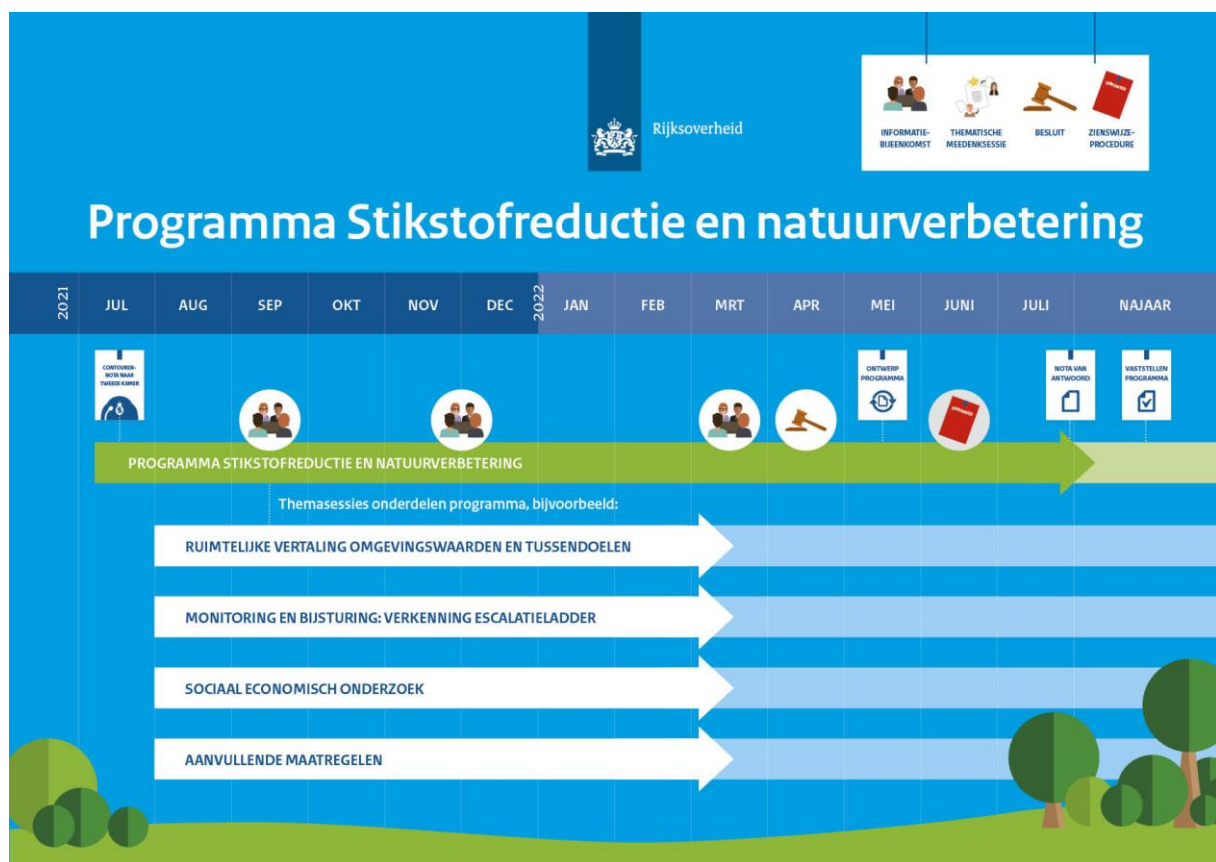 Rijksoverheid
INFORMATIE-
BIJEENKOMST
THEMATISCHE
MEEDENKSESSIE
BESLUIT
ZIENSWIJZE-
PROCEDURE
Programma Stikstofreductie en natuurverbetering
2021 JUL AUG SEP OKT NOV DEC 2022 JAN FEB MRT APR MEI JUNI JULI NAJAAR
CONTOUREN-
NOTA NAAR
TWEEDE KAMER
ONTWERP
PROGRAMMA
NOTA VAN
ANTWOORD
VASTSTELLEN
PROGRAMMA
PROGRAMMA STIKSTOFREDUCTIE EN NATUURVERBETERING
Themasessies onderdelen programma, bijvoorbeeld:
RUIMTELIJKE VERTALING OMGEVINGSWAARDEN EN TUSSENDOELEN
MONITORING EN BIJSTURING: VERKENNING ESCALATIELADDER
SOCIAAL ECONOMISCH ONDERZOEK
AANVULLENDE MAATREGELEN